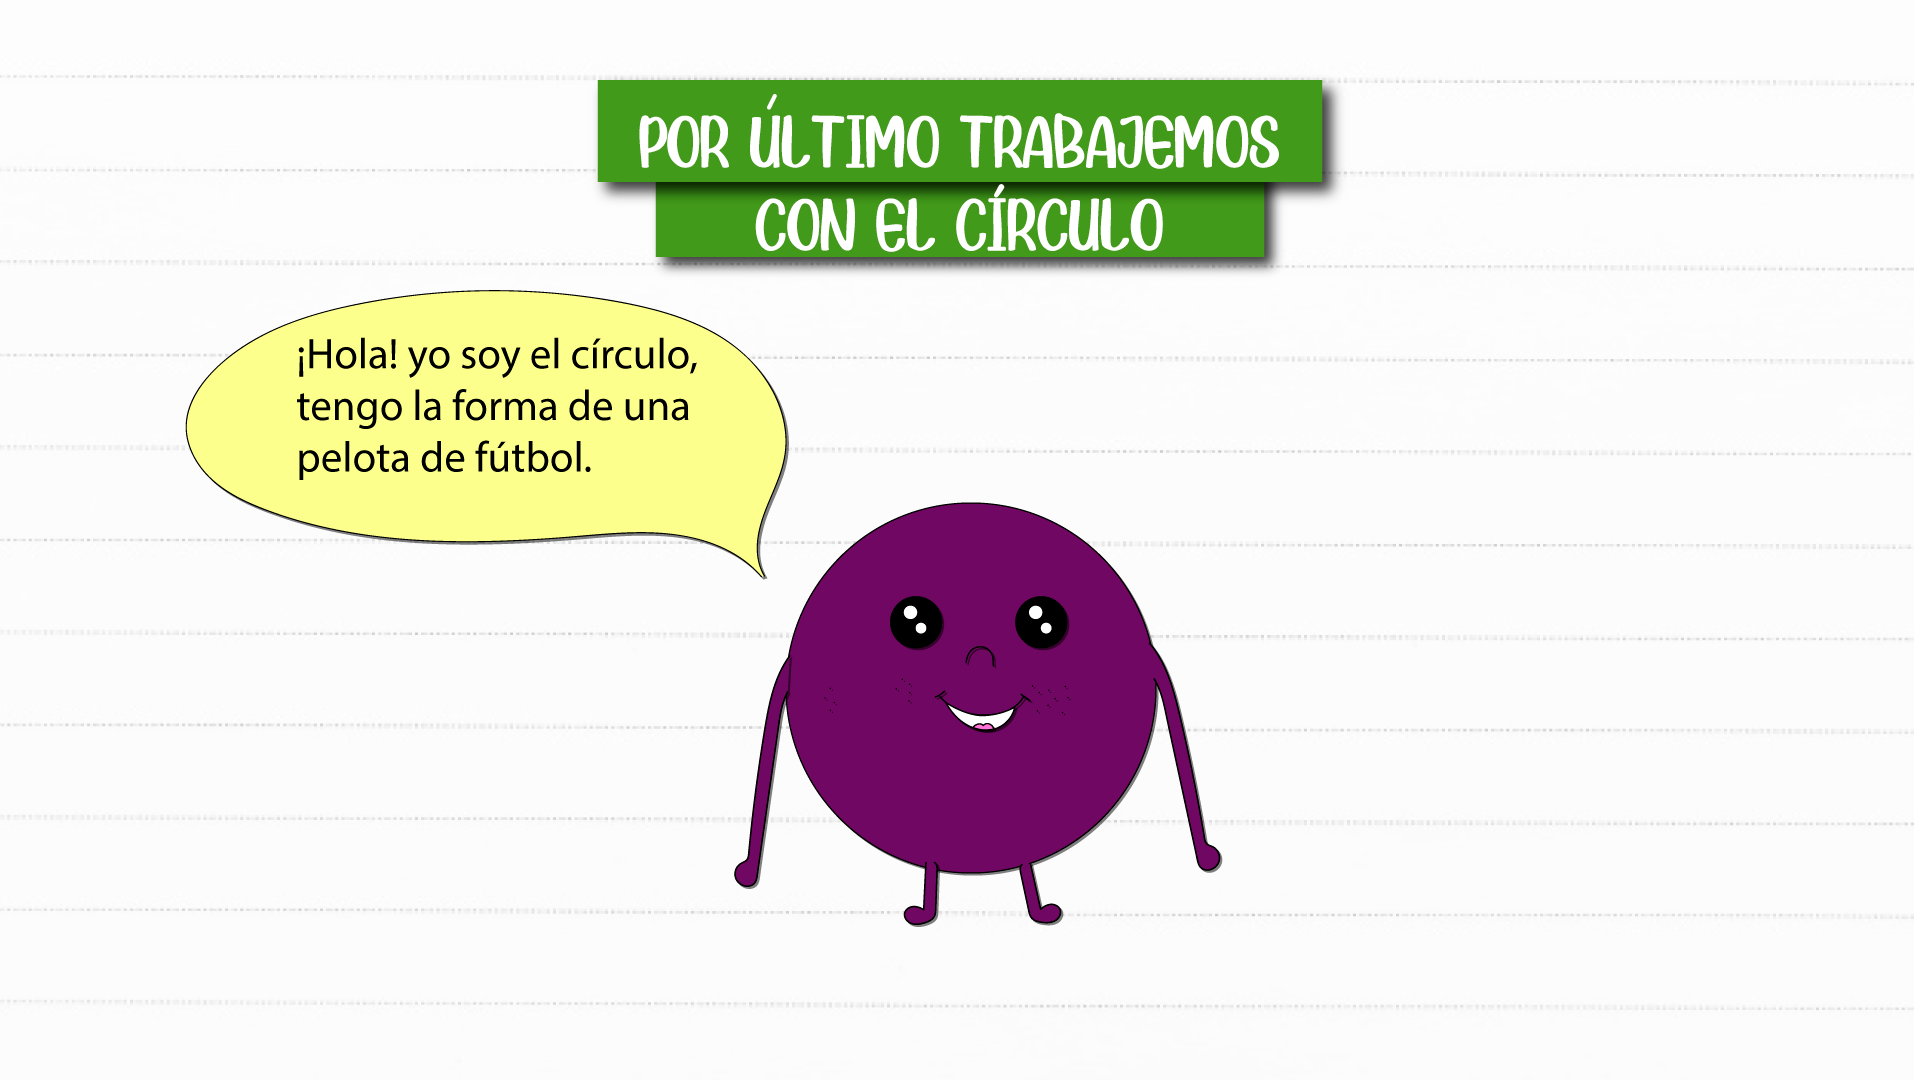 POR ÚLTIMO TRABAJEMOS
CON EL CÍRCULO
¡Hola! yo soy el círculo,
tengo la forma de una
pelota de fútbol.